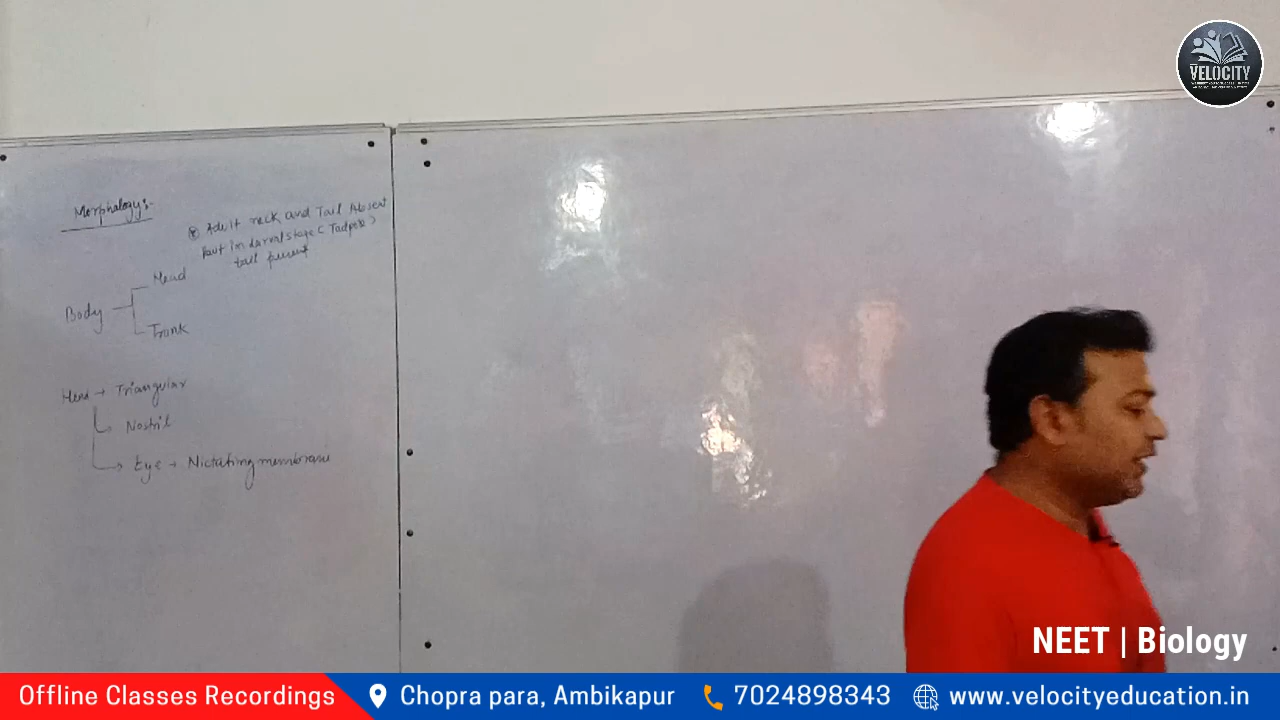 VELOCITY
Morphalogy:-
Adult neck and Tail Absent
but in larval stage (Tadpole)
tail present
Head
Body
Trunk
Head → Triangular
Nostril
Eye → Nictating membrane
NEET | Biology
Offline Classes Recordings
Chopra para, Ambikapur
7024898343
www.velocityeducation.in